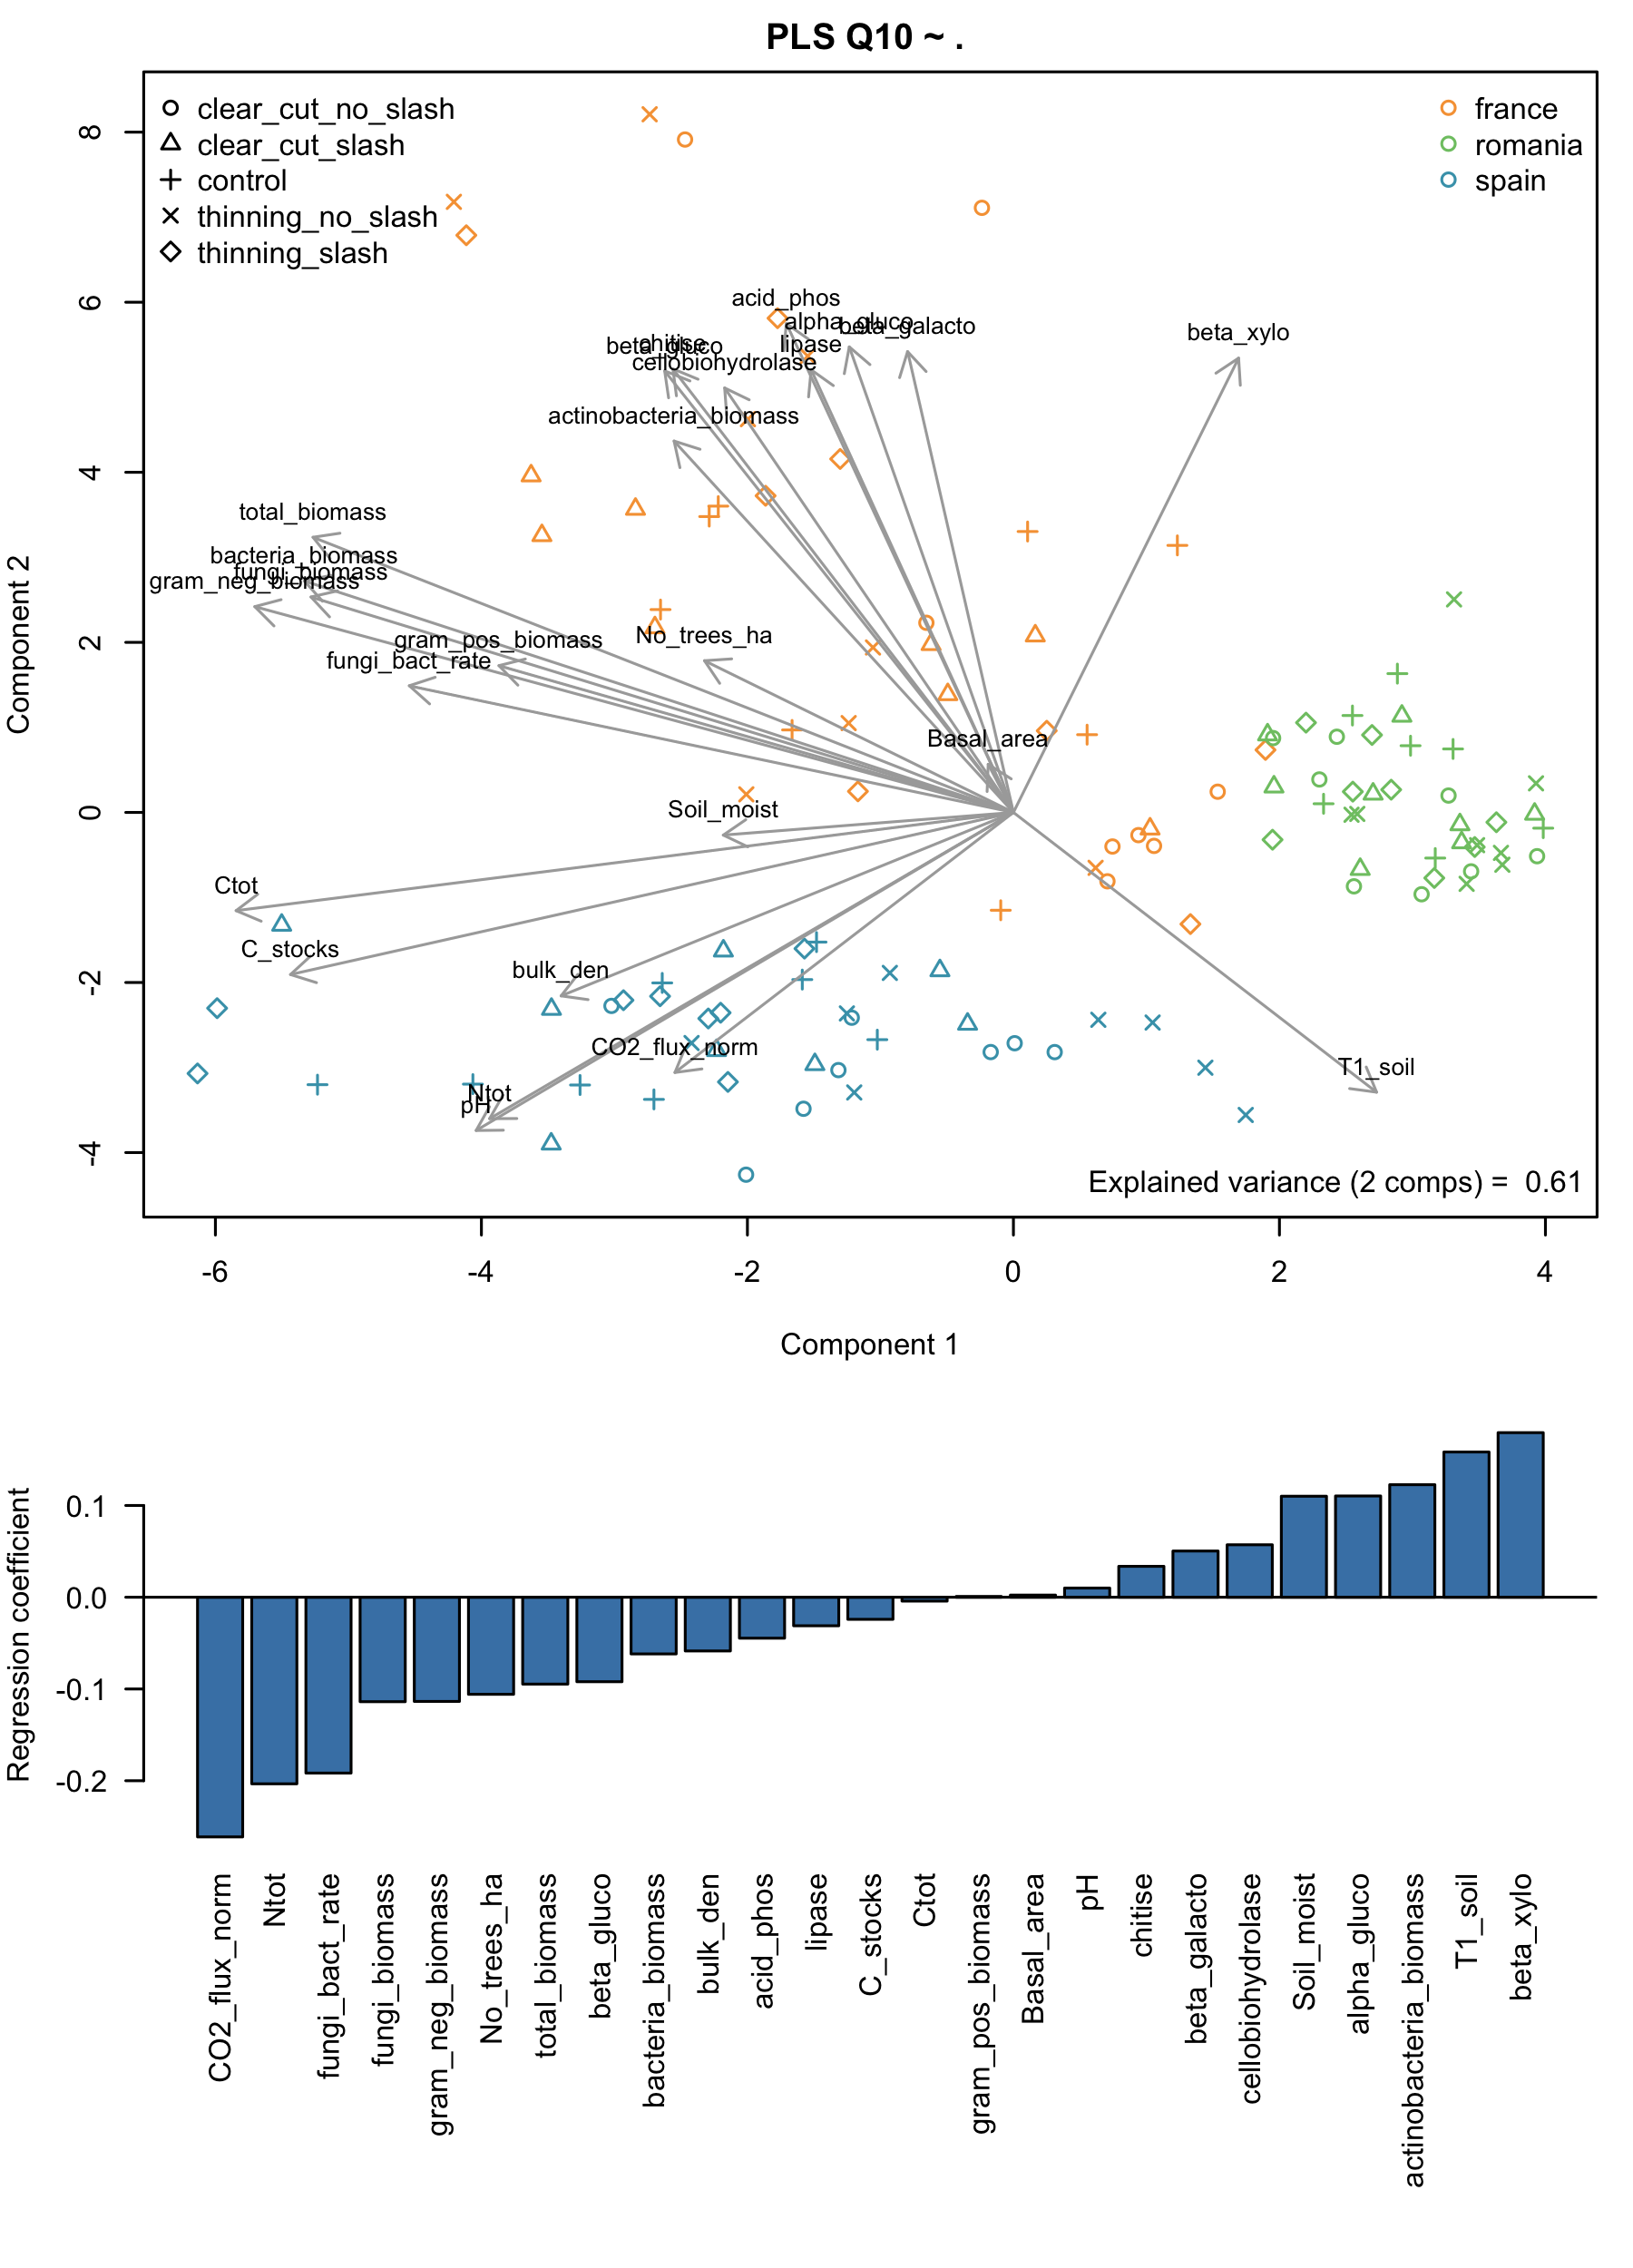 PLS Q10 ~ .
clear_cut_no_slash
clear_cut_slash
control
thinning_no_slash
thinning_slash
france
romania
spain
acid_phos
alpha_gluco
beta_galacto
beta_xylo
chitise
beta_gluco
lipase
cellobiohydrolase
actinobacteria_biomass
total_biomass
bacteria_biomass
fungi_biomass
gram_neg_biomass
gram_pos_biomass
No_trees_ha
fungi_bact_rate
Basal_area
Soil_moist
Ctot
C_stocks
bulk_den
CO2_flux_norm
T1_soil
Ntot
pH
Explained variance (2 comps) = 0.61
8
6
4
2
0
-2
-4
Component 2
-6 -4 -2 0 2 4
Component 1
0.1
0.0
-0.1
-0.2
Regression coefficient
CO2_flux_norm
Ntot
fungi_bact_rate
fungi_biomass
gram_neg_biomass
No_trees_ha
total_biomass
beta_gluco
bacteria_biomass
bulk_den
acid_phos
lipase
C_stocks
Ctot
gram_pos_biomass
Basal_area
pH
chitise
beta_galacto
cellobiohydrolase
Soil_moist
alpha_gluco
actinobacteria_biomass
T1_soil
beta_xylo